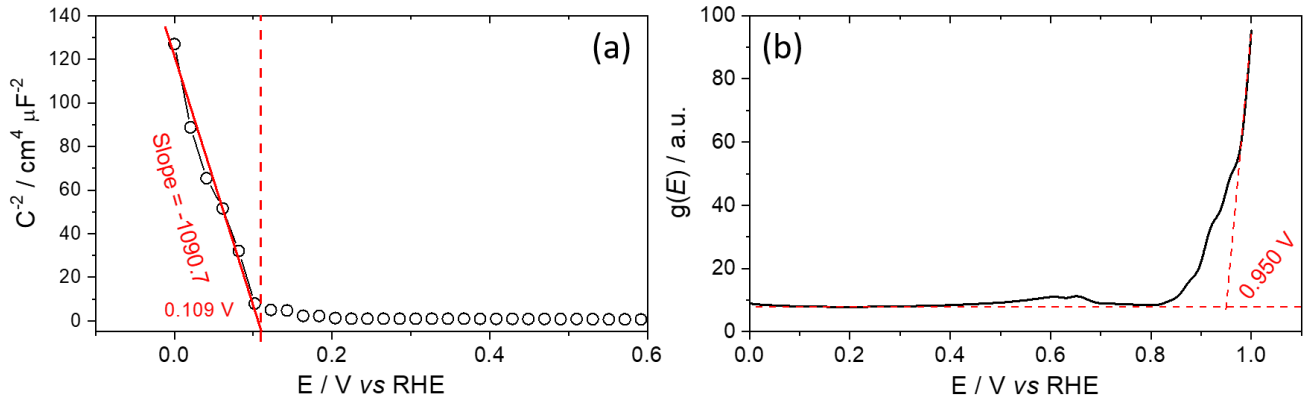 (a)
C⁻² / cm⁴ µF⁻²
140
120
100
80
60
40
20
0
Slope = -1090.7
0.109 V
0.0
0.2
0.4
0.6
E / V vs RHE
(b)
g(E) / a.u.
100
80
60
40
20
0
0.950 V
0.0
0.2
0.4
0.6
0.8
1.0
E / V vs RHE